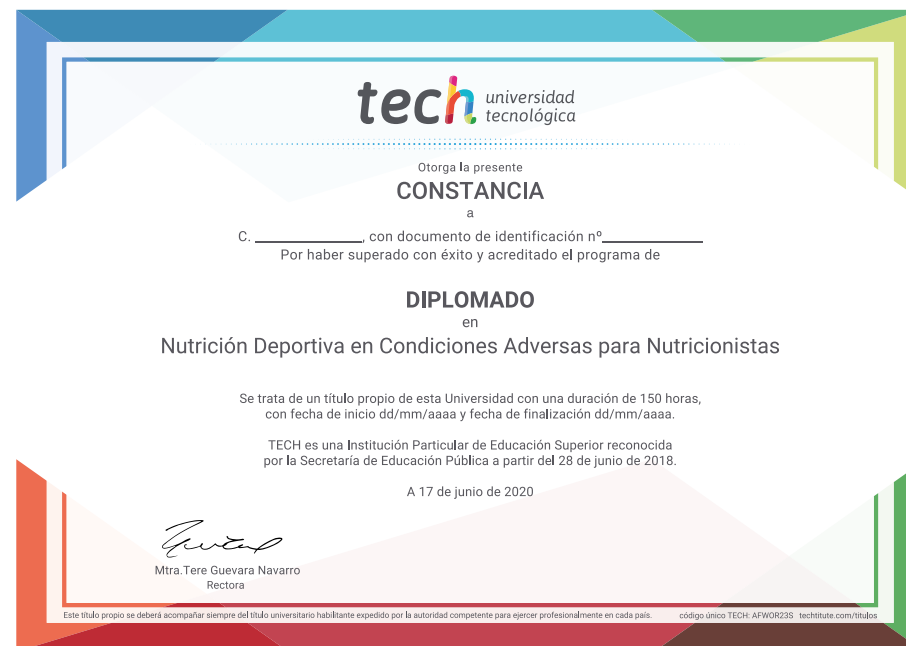 tech universidad
tecnológica
Otorga la presente
CONSTANCIA
a
C. ______________, con documento de identificación nº_____________
Por haber superado con éxito y acreditado el programa de
DIPLOMADO
en
Nutrición Deportiva en Condiciones Adversas para Nutricionistas
Se trata de un título propio de esta Universidad con una duración de 150 horas,
con fecha de inicio dd/mm/aaaa y fecha de finalización dd/mm/aaaa.
TECH es una Institución Particular de Educación Superior reconocida
por la Secretaría de Educación Pública a partir del 28 de junio de 2018.
A 17 de junio de 2020
Mtra.Tere Guevara Navarro
Rectora
Este título propio se deberá acompañar siempre del título universitario habilitante expedido por la autoridad competente para ejercer profesionalmente en cada país.
código único TECH: AFWOR23S techtitute.com/titulos